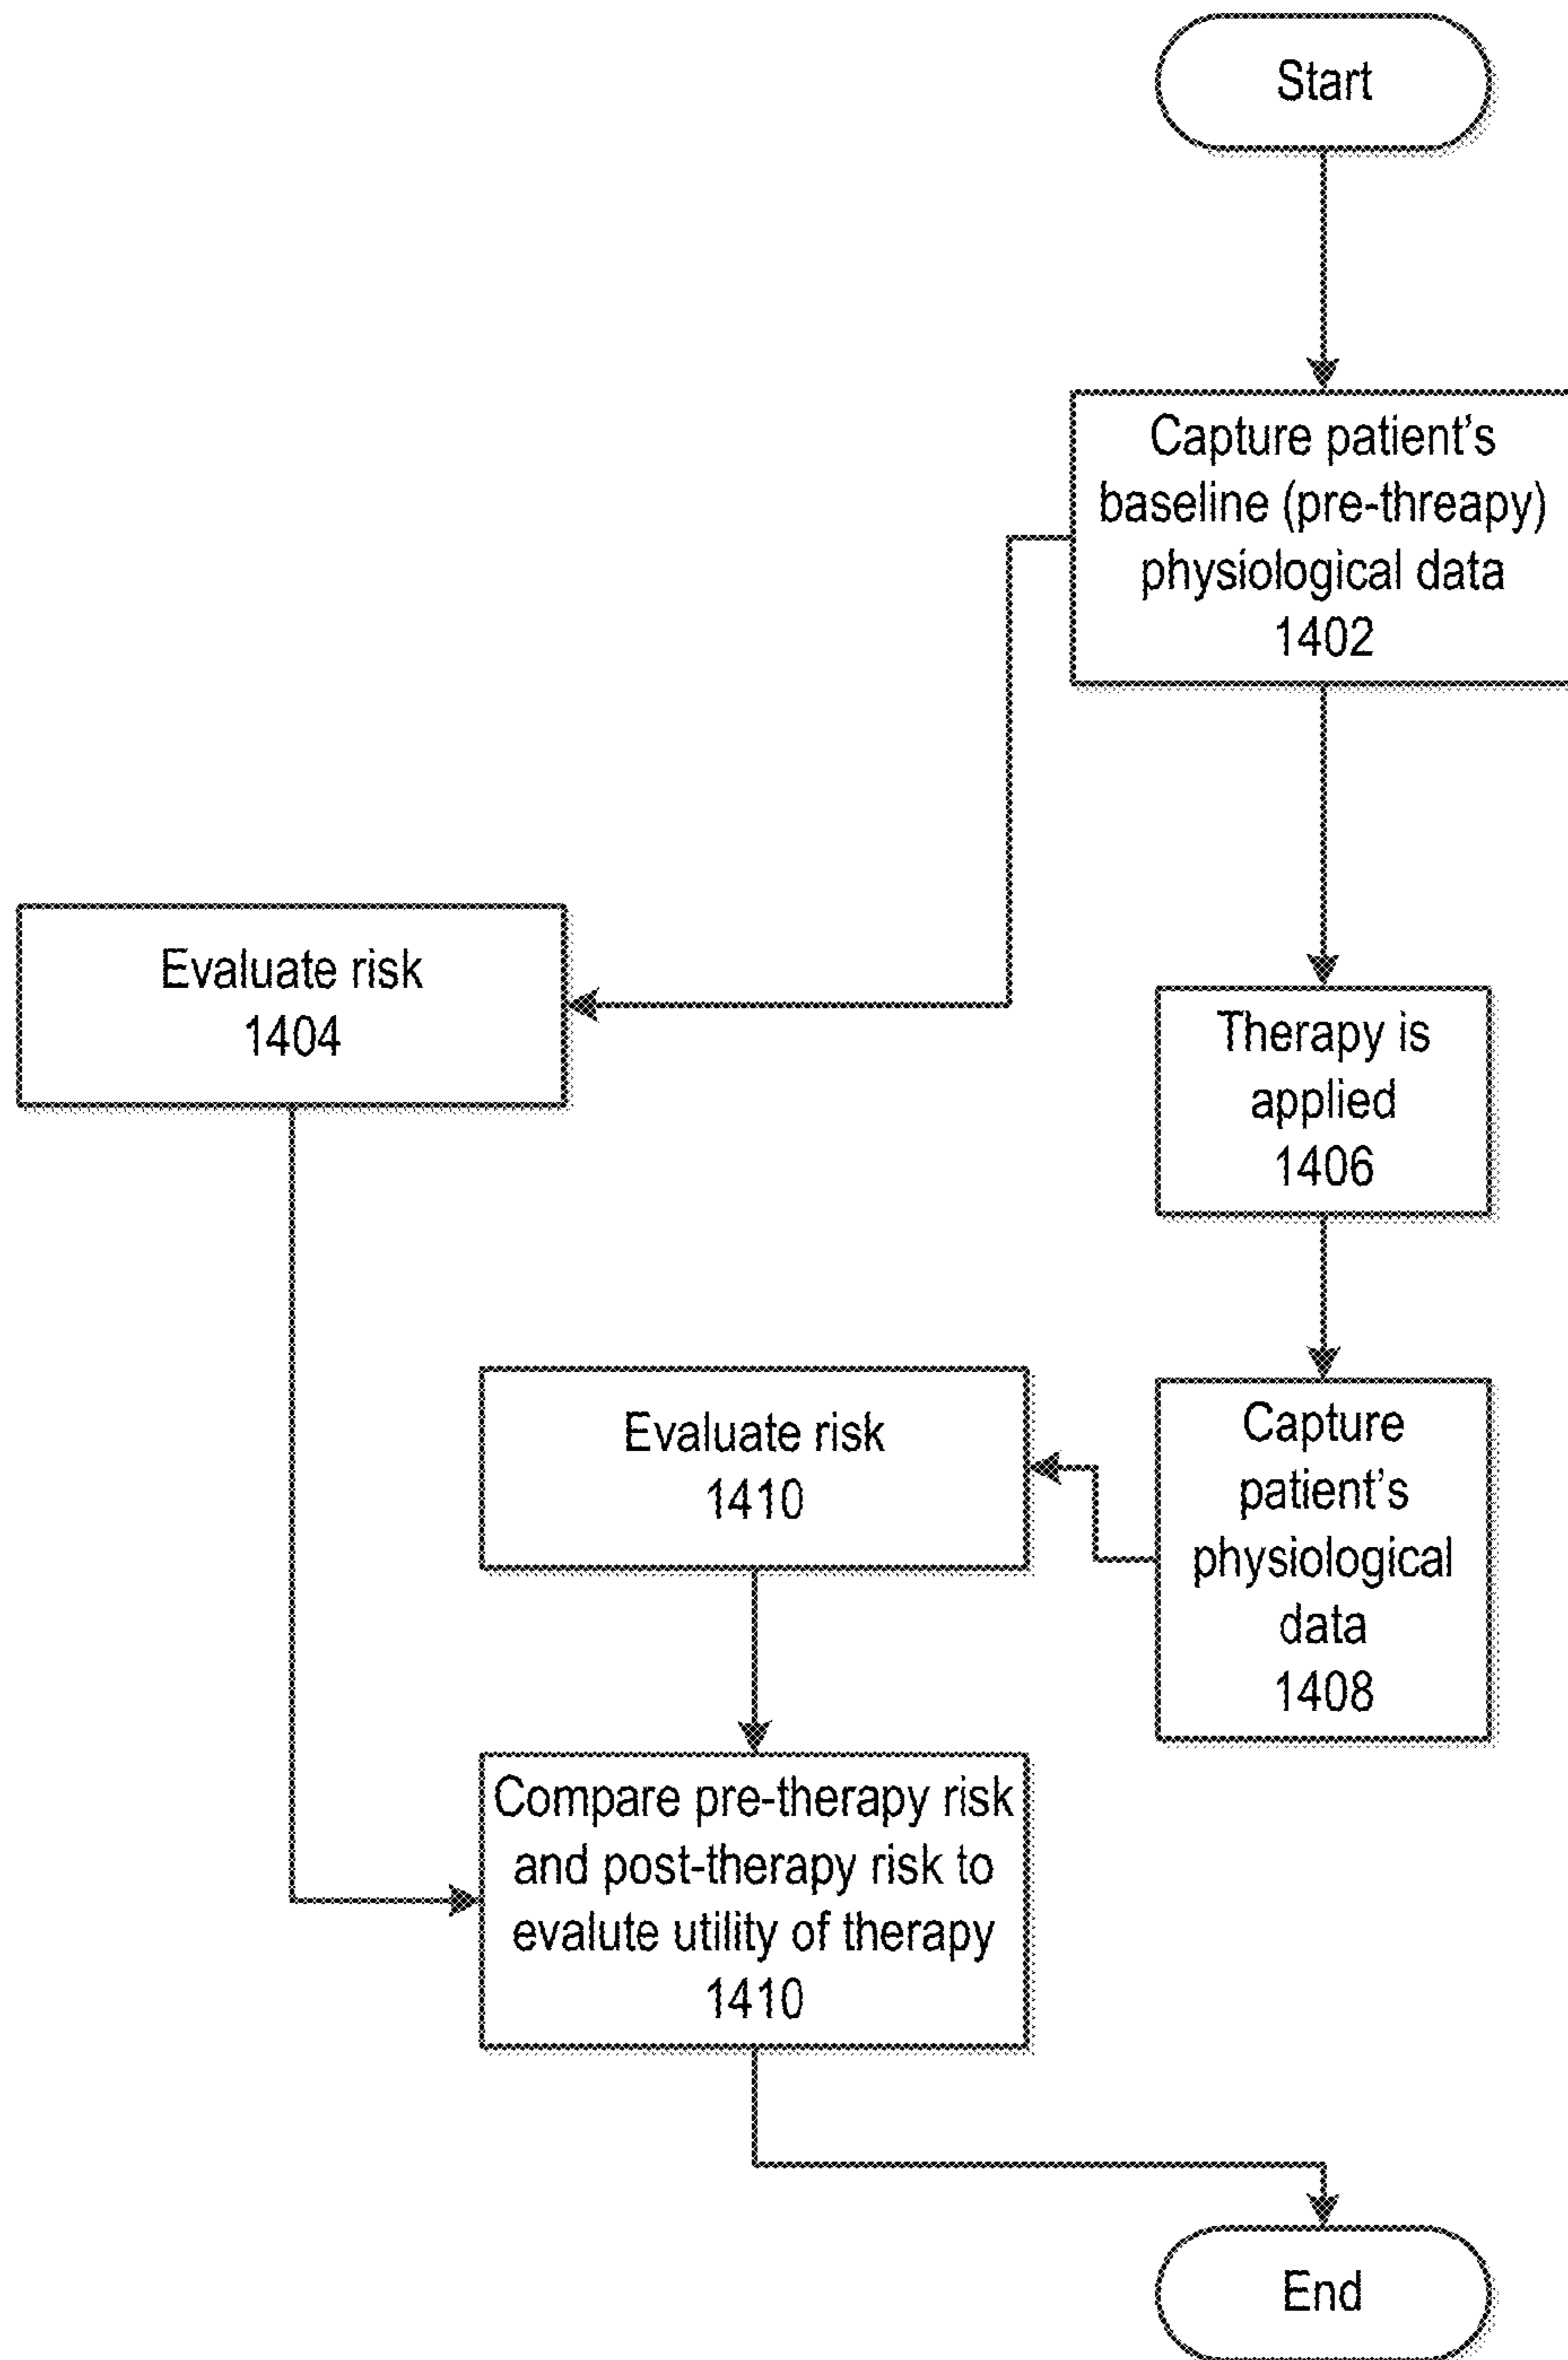 Start
Capture patient's
baseline (pre-threapy)
physiological data
1402
Evaluate risk
1404
Therapy is
applied
1406
Capture
patient's
physiological
data
1408
Evaluate risk
1410
Compare pre-therapy risk
and post-therapy risk to
evalute utility of therapy
1410
End